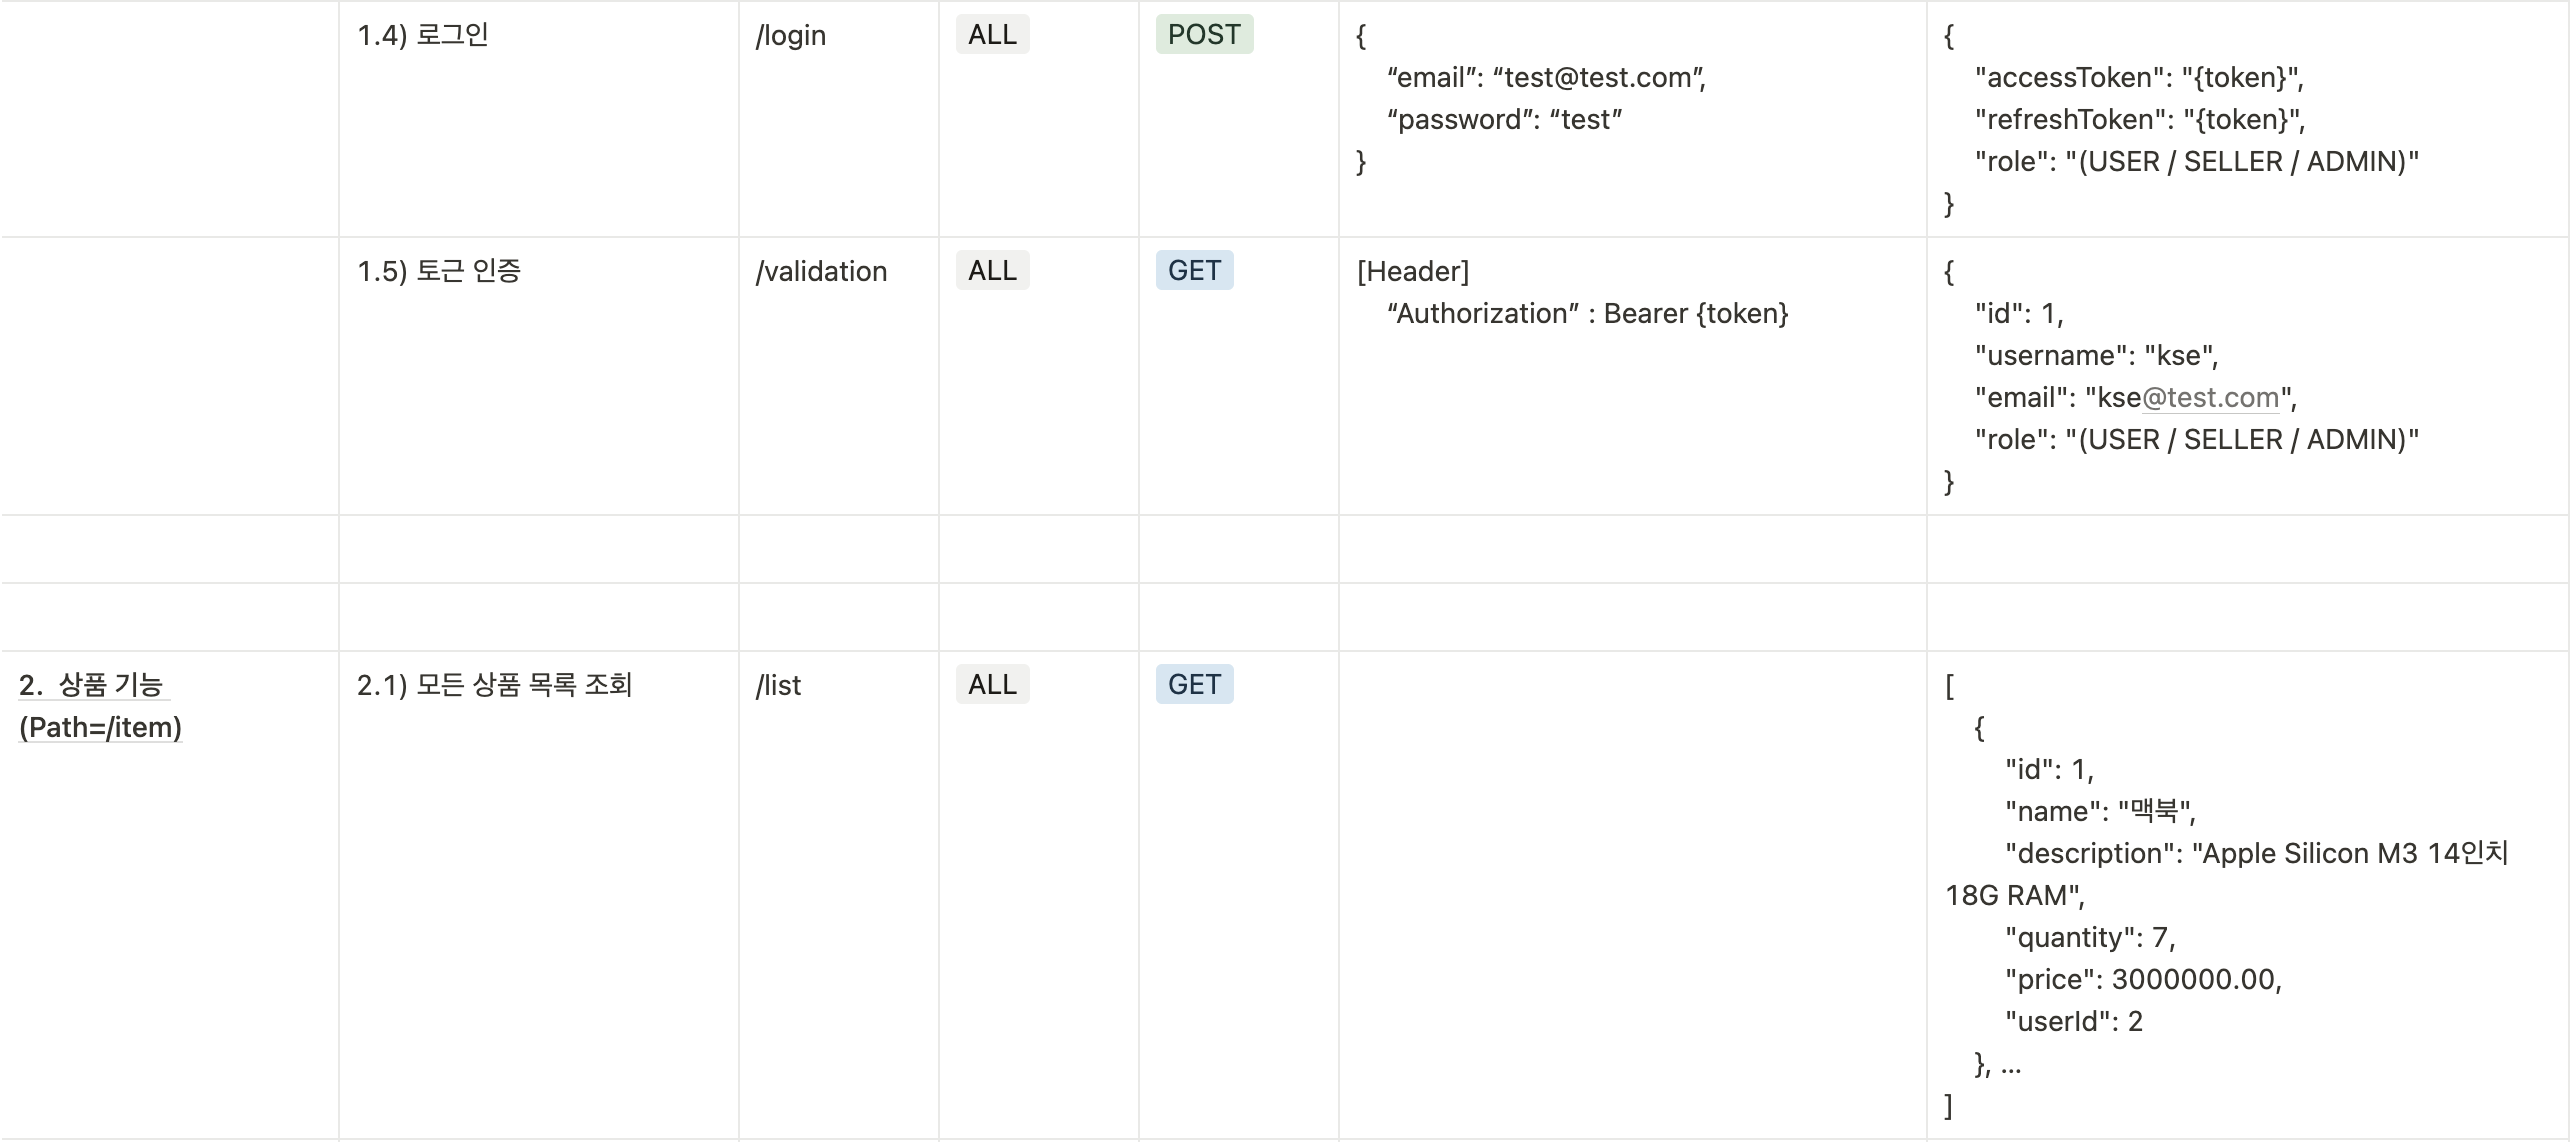 1.4) 로그인
/login
ALL
POST
{
“email”: “test@test.com”,
“password”: “test”
}
{
"accessToken": "{token}",
"refreshToken": "{token}",
"role": "(USER / SELLER / ADMIN)"
}
1.5) 토근 인증
/validation
ALL
GET
[Header]
“Authorization” : Bearer {token}
{
"id": 1,
"username": "kse",
"email": "kse@test.com",
"role": "(USER / SELLER / ADMIN)"
}
2. 상품 기능
(Path=/item)
2.1) 모든 상품 목록 조회
/list
ALL
GET
[
{
"id": 1,
"name": "맥북",
"description": "Apple Silicon M3 14인치
18G RAM",
"quantity": 7,
"price": 3000000.00,
"userId": 2
}, ...
]